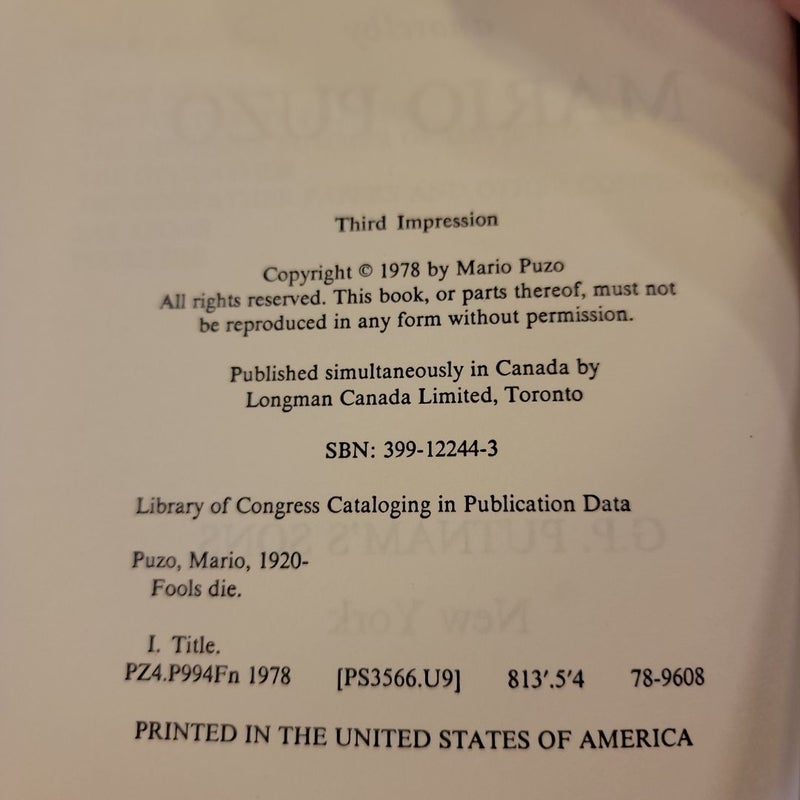 Third Impression
Copyright © 1978 by Mario Puzo
All rights reserved. This book, or parts thereof, must not
be reproduced in any form without permission.
Published simultaneously in Canada by
Longman Canada Limited, Toronto
SBN: 399-12244-3
Library of Congress Cataloging in Publication Data
Puzo, Mario, 1920-
Fools die.
I. Title.
PZ4.P994Fn 1978 [PS3566.U9] 813'.5'4 78-9608
PRINTED IN THE UNITED STATES OF AMERICA